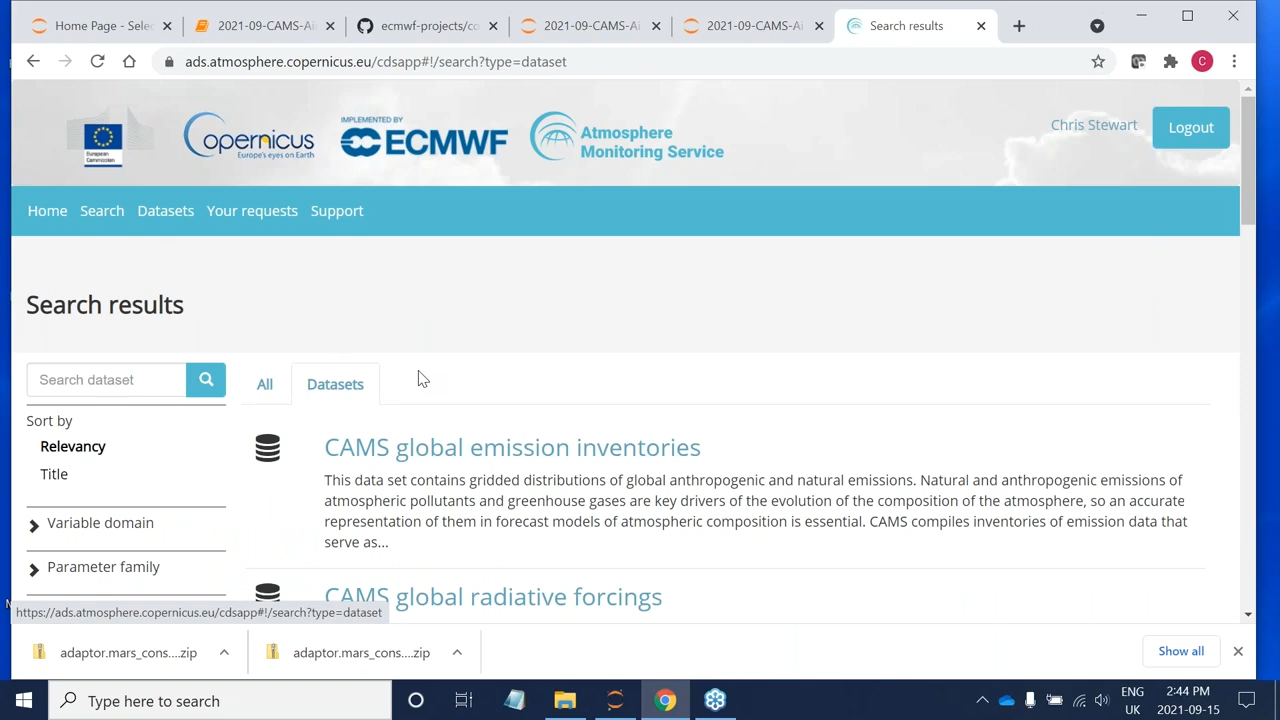 Home Page - Selec
2021-09-CAMS-Ai
ecmwf-projects/co
2021-09-CAMS-Ai
2021-09-CAMS-Ai
Search results
ads.atmosphere.copernicus.eu/cdsapp#!/search?type=dataset
C
European
Commission
opernicus
Europe's eyes on Earth
IMPLEMENTED BY
ECMWF
Atmosphere
Monitoring Service
Chris Stewart
Logout
Home
Search
Datasets
Your requests
Support
Search results
Search dataset
All
Datasets
Sort by
Relevancy
Title
Variable domain
Parameter family
CAMS global emission inventories
This data set contains gridded distributions of global anthropogenic and natural emissions. Natural and anthropogenic emissions of
atmospheric pollutants and greenhouse gases are key drivers of the evolution of the composition of the atmosphere, so an accurate
representation of them in forecast models of atmospheric composition is essential. CAMS compiles inventories of emission data that
serve as...
CAMS global radiative forcings
https://ads.atmosphere.copernicus.eu/cdsapp#!/search?type=dataset
adaptor.mars_cons....zip
adaptor.mars_cons....zip
Show all
Type here to search
ENG
UK
2:44 PM
2021-09-15